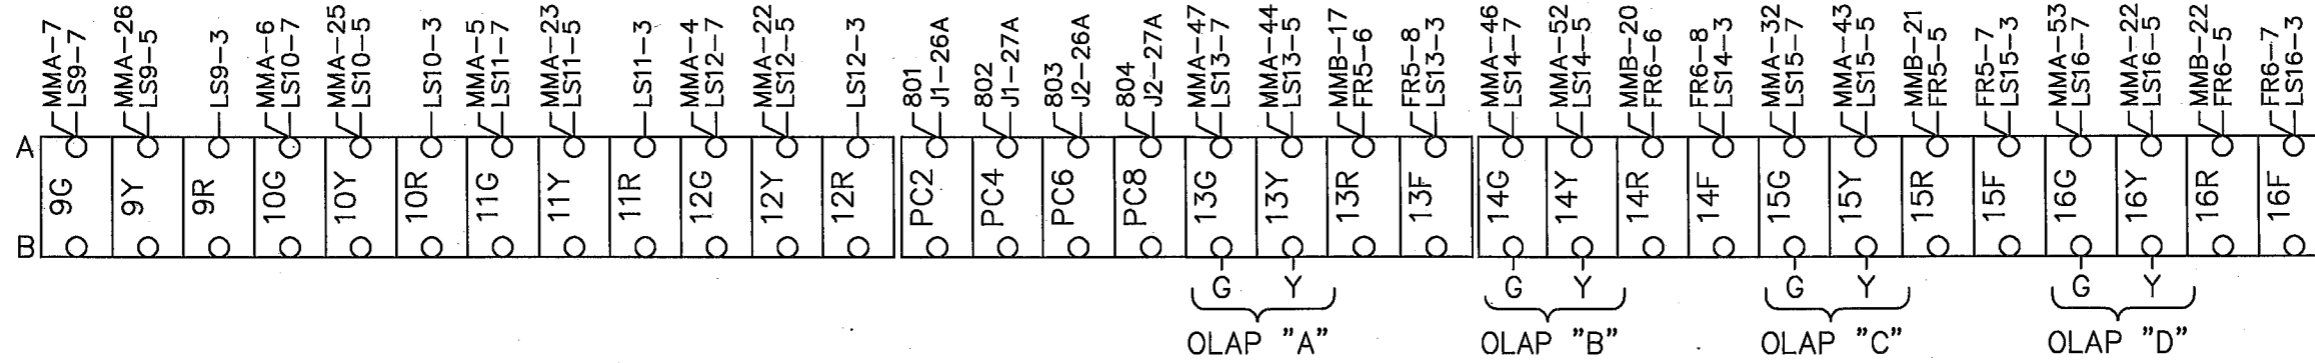 MMA-7
LS9-7
MMA-26
LS9-5
LS9-3
MMA-6
LS10-7
MMA-25
LS10-5
LS10-3
MMA-5
LS11-7
MMA-23
LS11-5
LS11-3
MMA-4
LS12-7
MMA-22
LS12-5
LS12-3
801
J1-26A
802
J1-27A
803
J2-26A
804
J2-27A
MMA-47
LS13-7
MMA-44
LS13-5
MMB-17
FR5-6
FR5-8
LS13-3
MMA-46
LS14-7
MMA-52
LS14-5
MMB-20
FR6-6
FR6-8
LS14-3
MMA-32
LS15-7
MMA-43
LS15-5
MMB-21
FR5-5
FR5-7
LS15-3
MMA-53
LS16-7
MMA-22
LS16-5
MMB-22
FR6-5
FR6-7
LS16-3
A
9G
9Y
9R
10G
10Y
10R
11G
11Y
11R
12G
12Y
12R
PC2
PC4
PC6
PC8
13G
13Y
13R
13F
14G
14Y
14R
14F
15G
15Y
15R
15F
16G
16Y
16R
16F
B
G Y
G Y
G Y
G Y
OLAP "A"
OLAP "B"
OLAP "C"
OLAP "D"